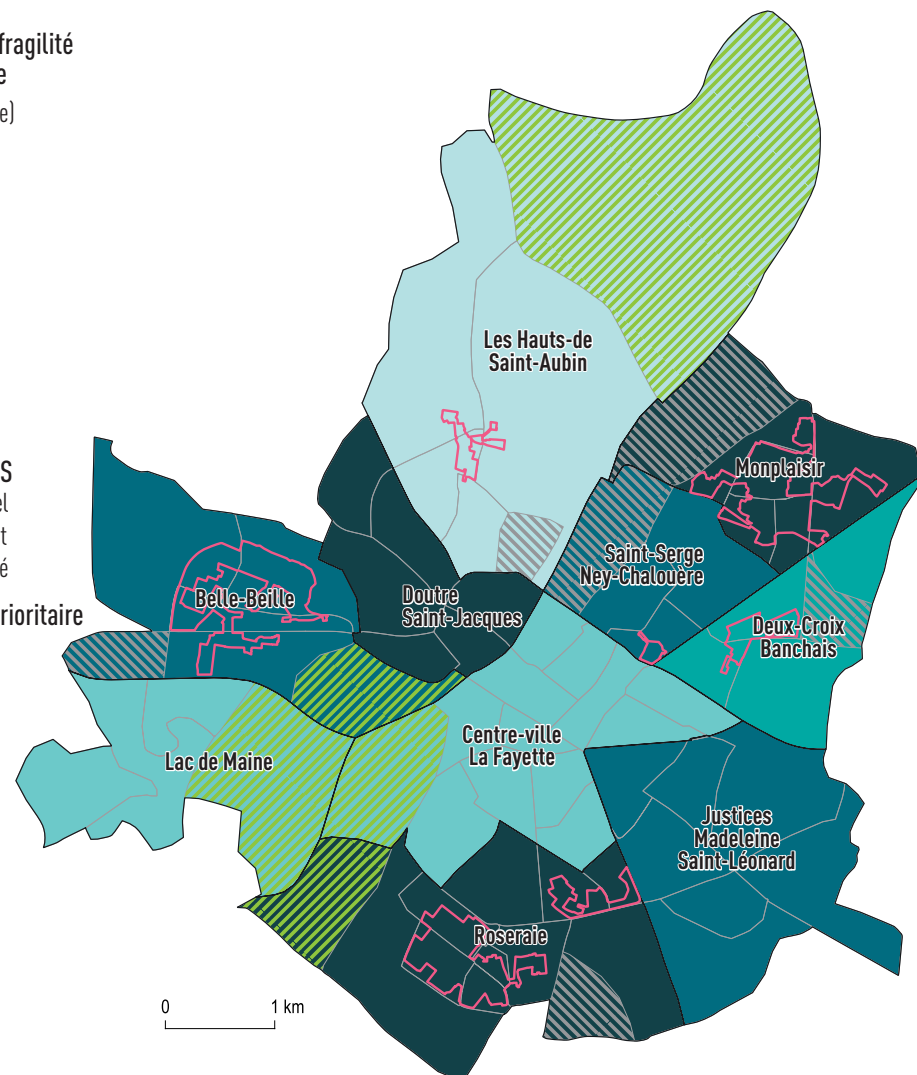 fragilité
e
e)
S
el
t
é
rioritaire
Les Hauts-de
Saint-Aubin
Monplaisir
Saint-Serge
Ney-Chalouère
Belle-Beille
Doutre
Saint-Jacques
Deux-Croix
Banchais
Centre-ville
La Fayette
Lac de Maine
Justices
Madeleine
Saint-Léonard
Roseraie
0 1 km